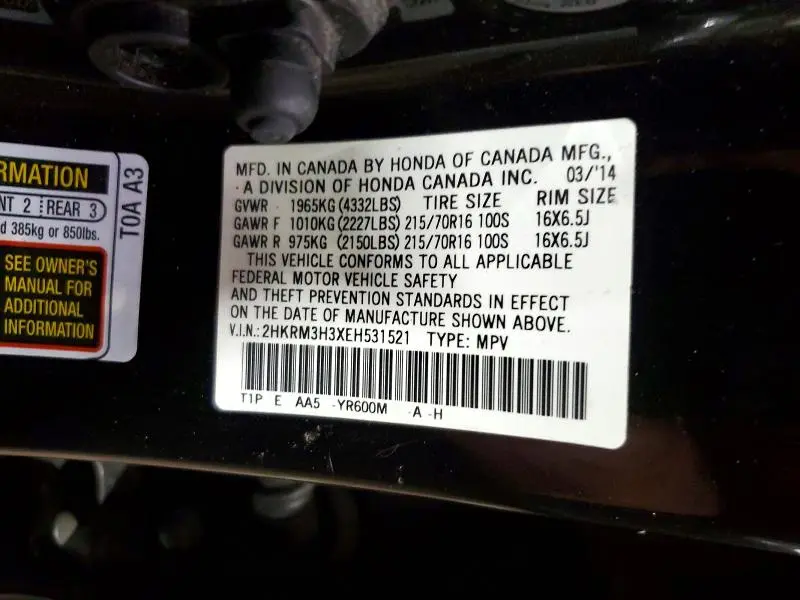 RMATION
NT 2 REAR 3
d 385kg or 850lbs.
SEE OWNER'S
MANUAL FOR
ADDITIONAL
INFORMATION
T0A A3
MFD. IN CANADA BY HONDA OF CANADA MFG.,
A DIVISION OF HONDA CANADA INC. 03/'14
GVWR 1965KG (4332LBS) TIRE SIZE RIM SIZE
GAWR F 1010KG (2227LBS) 215/70R16 100S 16X6.5J
GAWR R 975KG (2150LBS) 215/70R16 100S 16X6.5J
THIS VEHICLE CONFORMS TO ALL APPLICABLE
FEDERAL MOTOR VEHICLE SAFETY
AND THEFT PREVENTION STANDARDS IN EFFECT
ON THE DATE OF MANUFACTURE SHOWN ABOVE.
V.I.N.: 2HKRM3H3XEH531521 TYPE: MPV
T1P E AA5 -YR600M -A -H